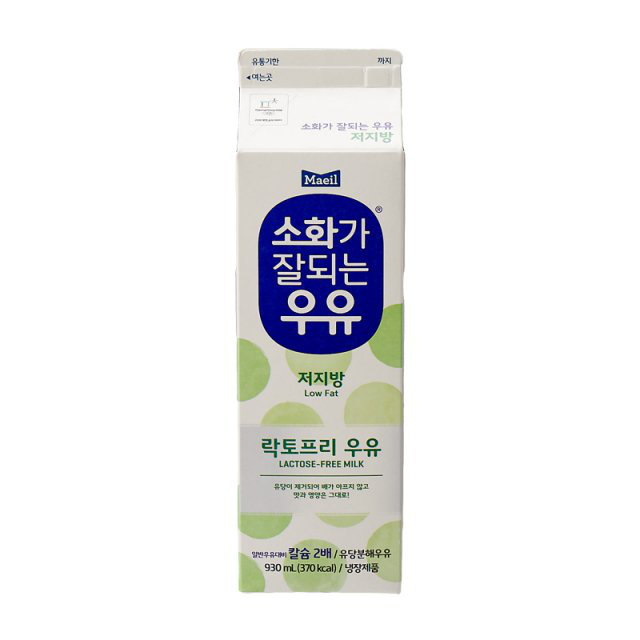 유통기한 까지
◀여는곳
소화가 잘되는 우유
저지방
Maeil
®
소화가
잘되는
우유
저지방
Low Fat
락토프리 우유
LACTOSE-FREE MILK
유당이 제거되어 배가 아프지 않고
맛과 영양은 그대로!
일반우유대비 칼슘 2배 / 유당분해우유
930 mL(370 kcal) / 냉장제품